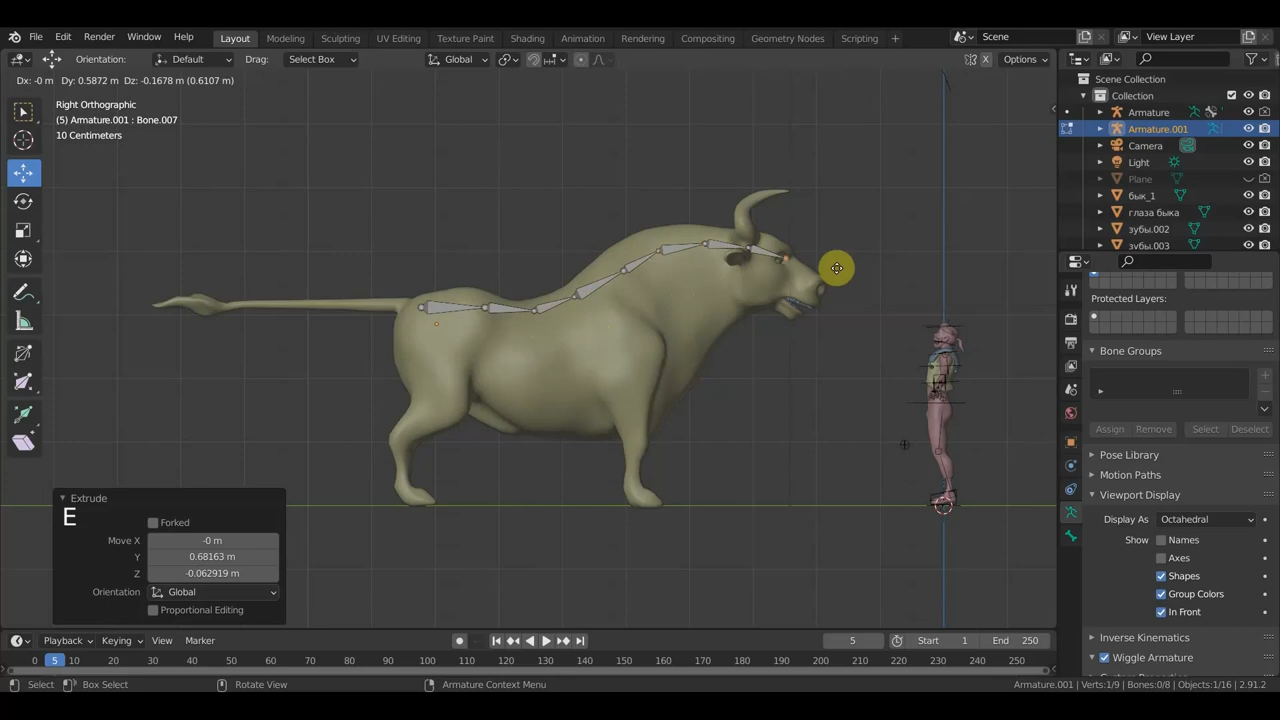 File Edit Render Window Help Layout Modeling Sculpting UV Editing Texture Paint Shading Animation Rendering Compositing Geometry Nodes Scripting Scene View Layer
Orientation: Default Drag: Select Box Global X Options
Dx: -0 m Dy: 0.5872 m Dz: -0.1678 m (0.6107 m)
Scene Collection
Collection
Armature
Armature.001
Camera
Light
Plane
бык_1
глаза быка
зубы.002
зубы.003
Right Orthographic
(5) Armature.001 : Bone.007
10 Centimeters
Protected Layers:
Bone Groups
Assign Remove Select Deselect
Pose Library
Motion Paths
Viewport Display
Display As Octahedral
Show Names
Axes
Shapes
Group Colors
In Front
Inverse Kinematics
Wiggle Armature
Extrude
E
Forked
Move X -0 m
Y 0.68163 m
Z -0.062919 m
Orientation Global
Proportional Editing
Playback Keying View Marker 5 Start 1 End 250
0 5 10 20 30 40 50 60 70 80 90 100 110 120 130 140 150 160 170 180 190 200 210 220 230 240 250
Select Box Select Rotate View Armature Context Menu Armature.001 | Verts:1/9 | Bones:0/8 | Objects:1/16 | 2.91.2